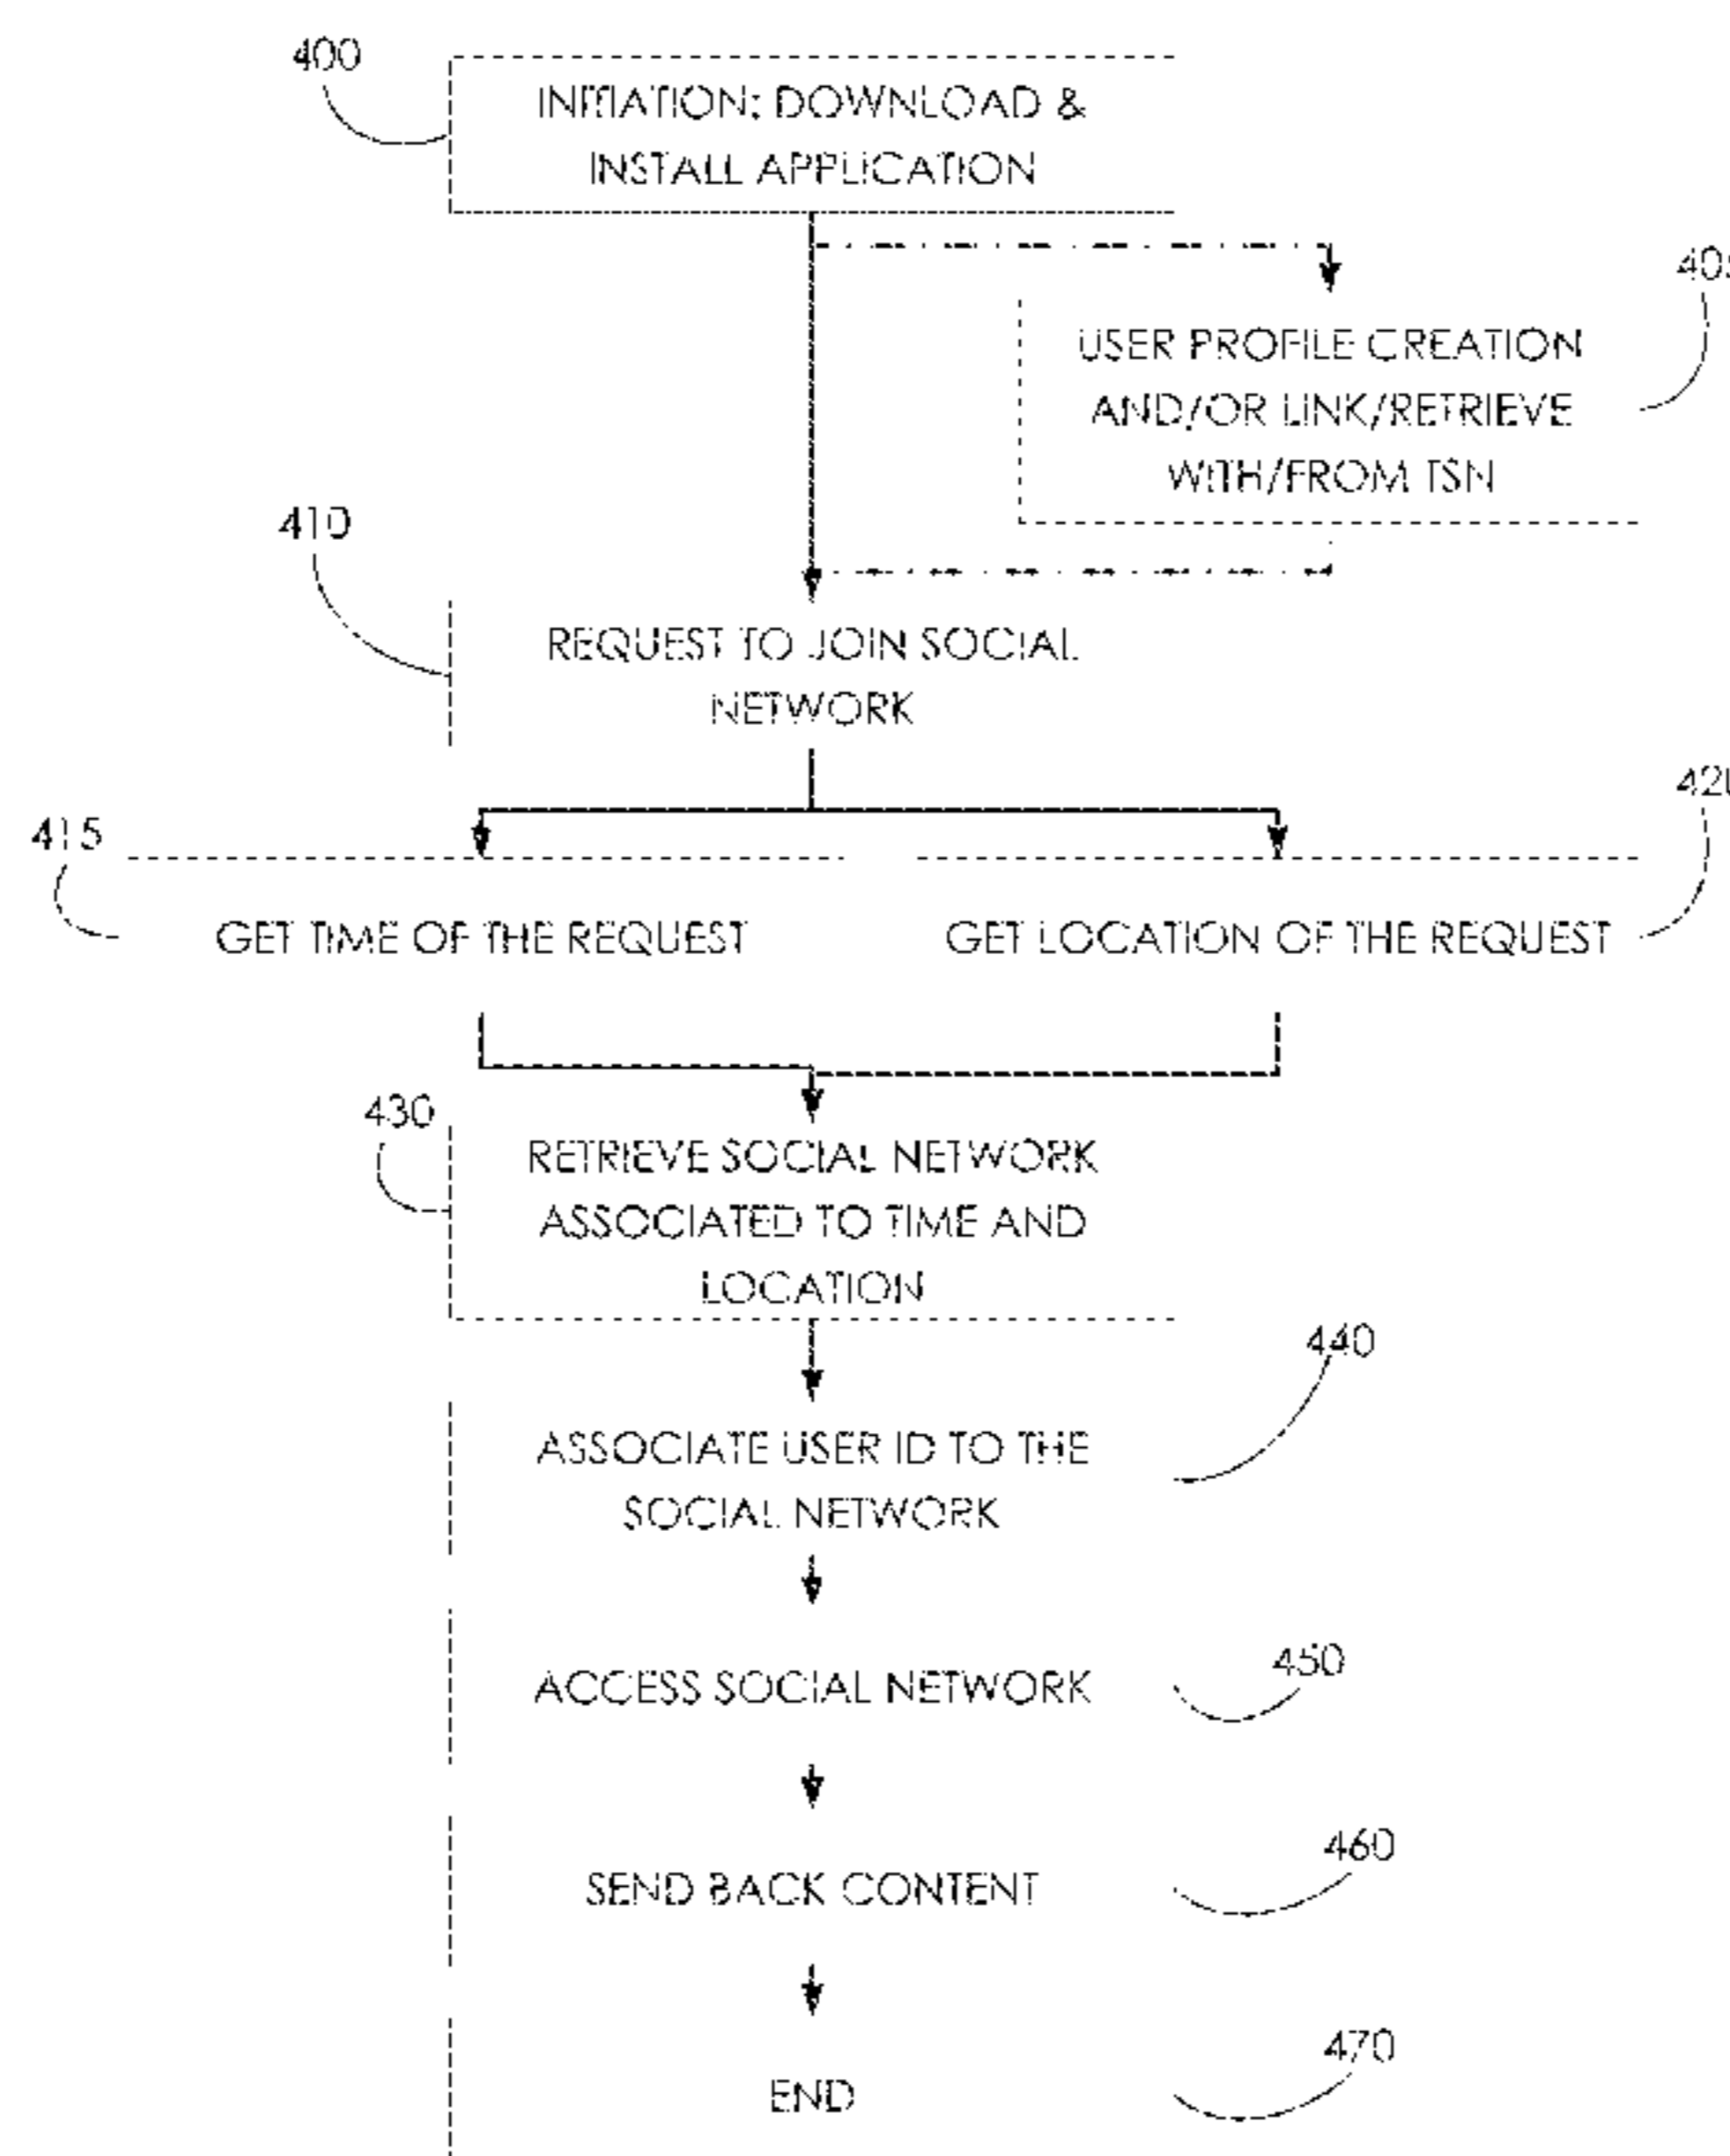 400
INITIATION: DOWNLOAD &
INSTALL APPLICATION
USER PROFILE CREATION
AND/OR LINK/RETRIEVE
WITH/FROM TSN
410
REQUEST TO JOIN SOCIAL
NETWORK
415
GET TIME OF THE REQUEST
GET LOCATION OF THE REQUEST
430
RETRIEVE SOCIAL NETWORK
ASSOCIATED TO TIME AND
LOCATION
440
ASSOCIATE USER ID TO THE
SOCIAL NETWORK
450
ACCESS SOCIAL NETWORK
460
SEND BACK CONTENT
470
END